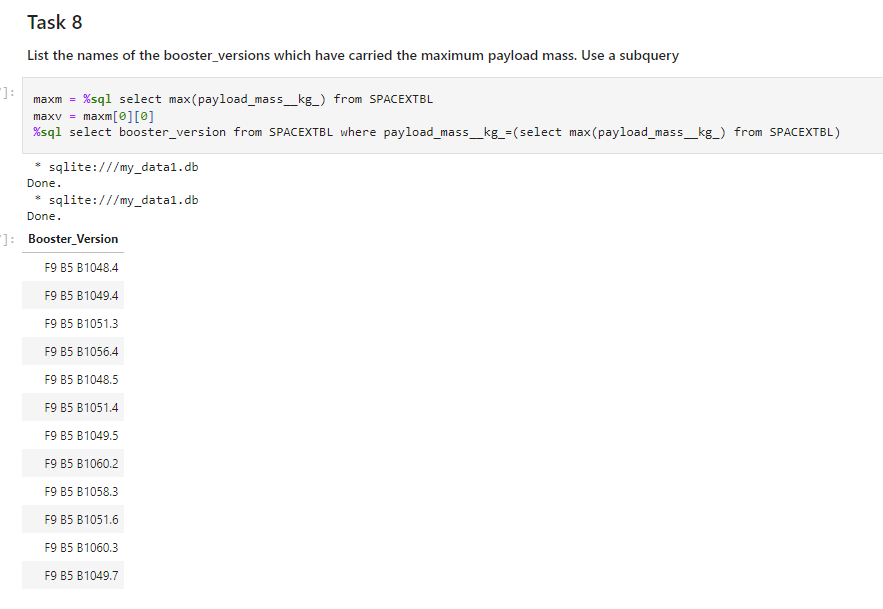 Task 8
List the names of the booster_versions which have carried the maximum payload mass. Use a subquery
]:
maxm = %sql select max(payload_mass__kg_) from SPACEXTBL
maxv = maxm[0][0]
%sql select booster_version from SPACEXTBL where payload_mass__kg_=(select max(payload_mass__kg_) from SPACEXTBL)
* sqlite:///my_data1.db
Done.
* sqlite:///my_data1.db
Done.
]:
Booster_Version
F9 B5 B1048.4
F9 B5 B1049.4
F9 B5 B1051.3
F9 B5 B1056.4
F9 B5 B1048.5
F9 B5 B1051.4
F9 B5 B1049.5
F9 B5 B1060.2
F9 B5 B1058.3
F9 B5 B1051.6
F9 B5 B1060.3
F9 B5 B1049.7